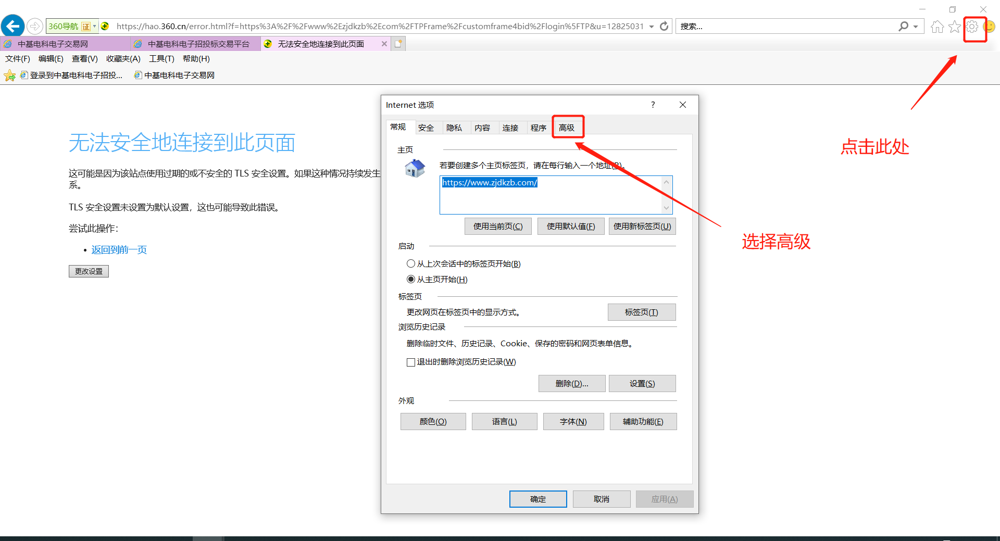 360导航 证
https://hao.360.cn/error.html?f=https%3A%2F%2Fwww%2Ezjdkzb%2Ecom%2FTPFrame%2Fcustomframe4bid%2Flogin%5FTP&u=12825031
搜索...
中基电科电子交易网
中基电科电子招投标交易平台
无法安全地连接到此页面
文件(F) 编辑(E) 查看(V) 收藏夹(A) 工具(T) 帮助(H)
登录到中基电科电子招投...
中基电科电子交易网
无法安全地连接到此页面
这可能是因为该站点使用过期的或不安全的 TLS 安全设置。如果这种情况持续发生
系。
TLS 安全设置未设置为默认设置，这也可能导致此错误。
尝试此操作：
• 返回到前一页
更改设置
Internet 选项
?
常规 安全 隐私 内容 连接 程序 高级
主页
若要创建多个主页标签页，请在每行输入一个地址(R)。
https://www.zjdkzb.com/
使用当前页(C) 使用默认值(F) 使用新标签页(U)
启动
从上次会话中的标签页开始(B)
从主页开始(H)
标签页
更改网页在标签页中的显示方式。
标签页(T)
浏览历史记录
删除临时文件、历史记录、Cookie、保存的密码和网页表单信息。
退出时删除浏览历史记录(W)
删除(D)... 设置(S)
外观
颜色(O) 语言(L) 字体(N) 辅助功能(E)
确定 取消 应用(A)
点击此处
选择高级